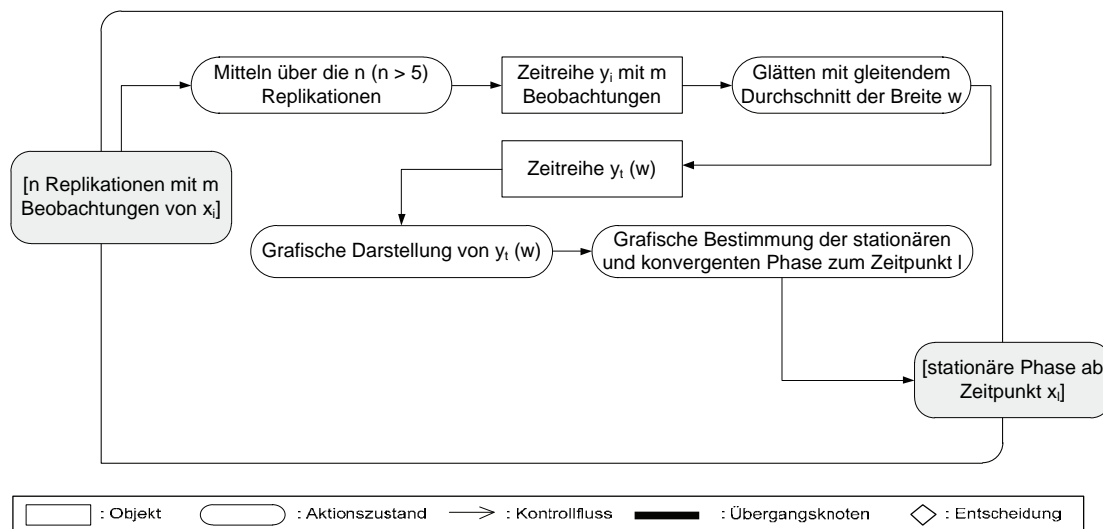 Mitteln über die n (n > 5)
Replikationen
Zeitreihe yᵢ mit m
Beobachtungen
Glätten mit gleitendem
Durchschnitt der Breite w
[n Replikationen mit m
Beobachtungen von xᵢ]
Zeitreihe yₜ (w)
Grafische Darstellung von yₜ (w)
Grafische Bestimmung der stationären
und konvergenten Phase zum Zeitpunkt l
[stationäre Phase ab
Zeitpunkt xₗ]
: Objekt : Aktionszustand : Kontrollfluss : Übergangsknoten : Entscheidung